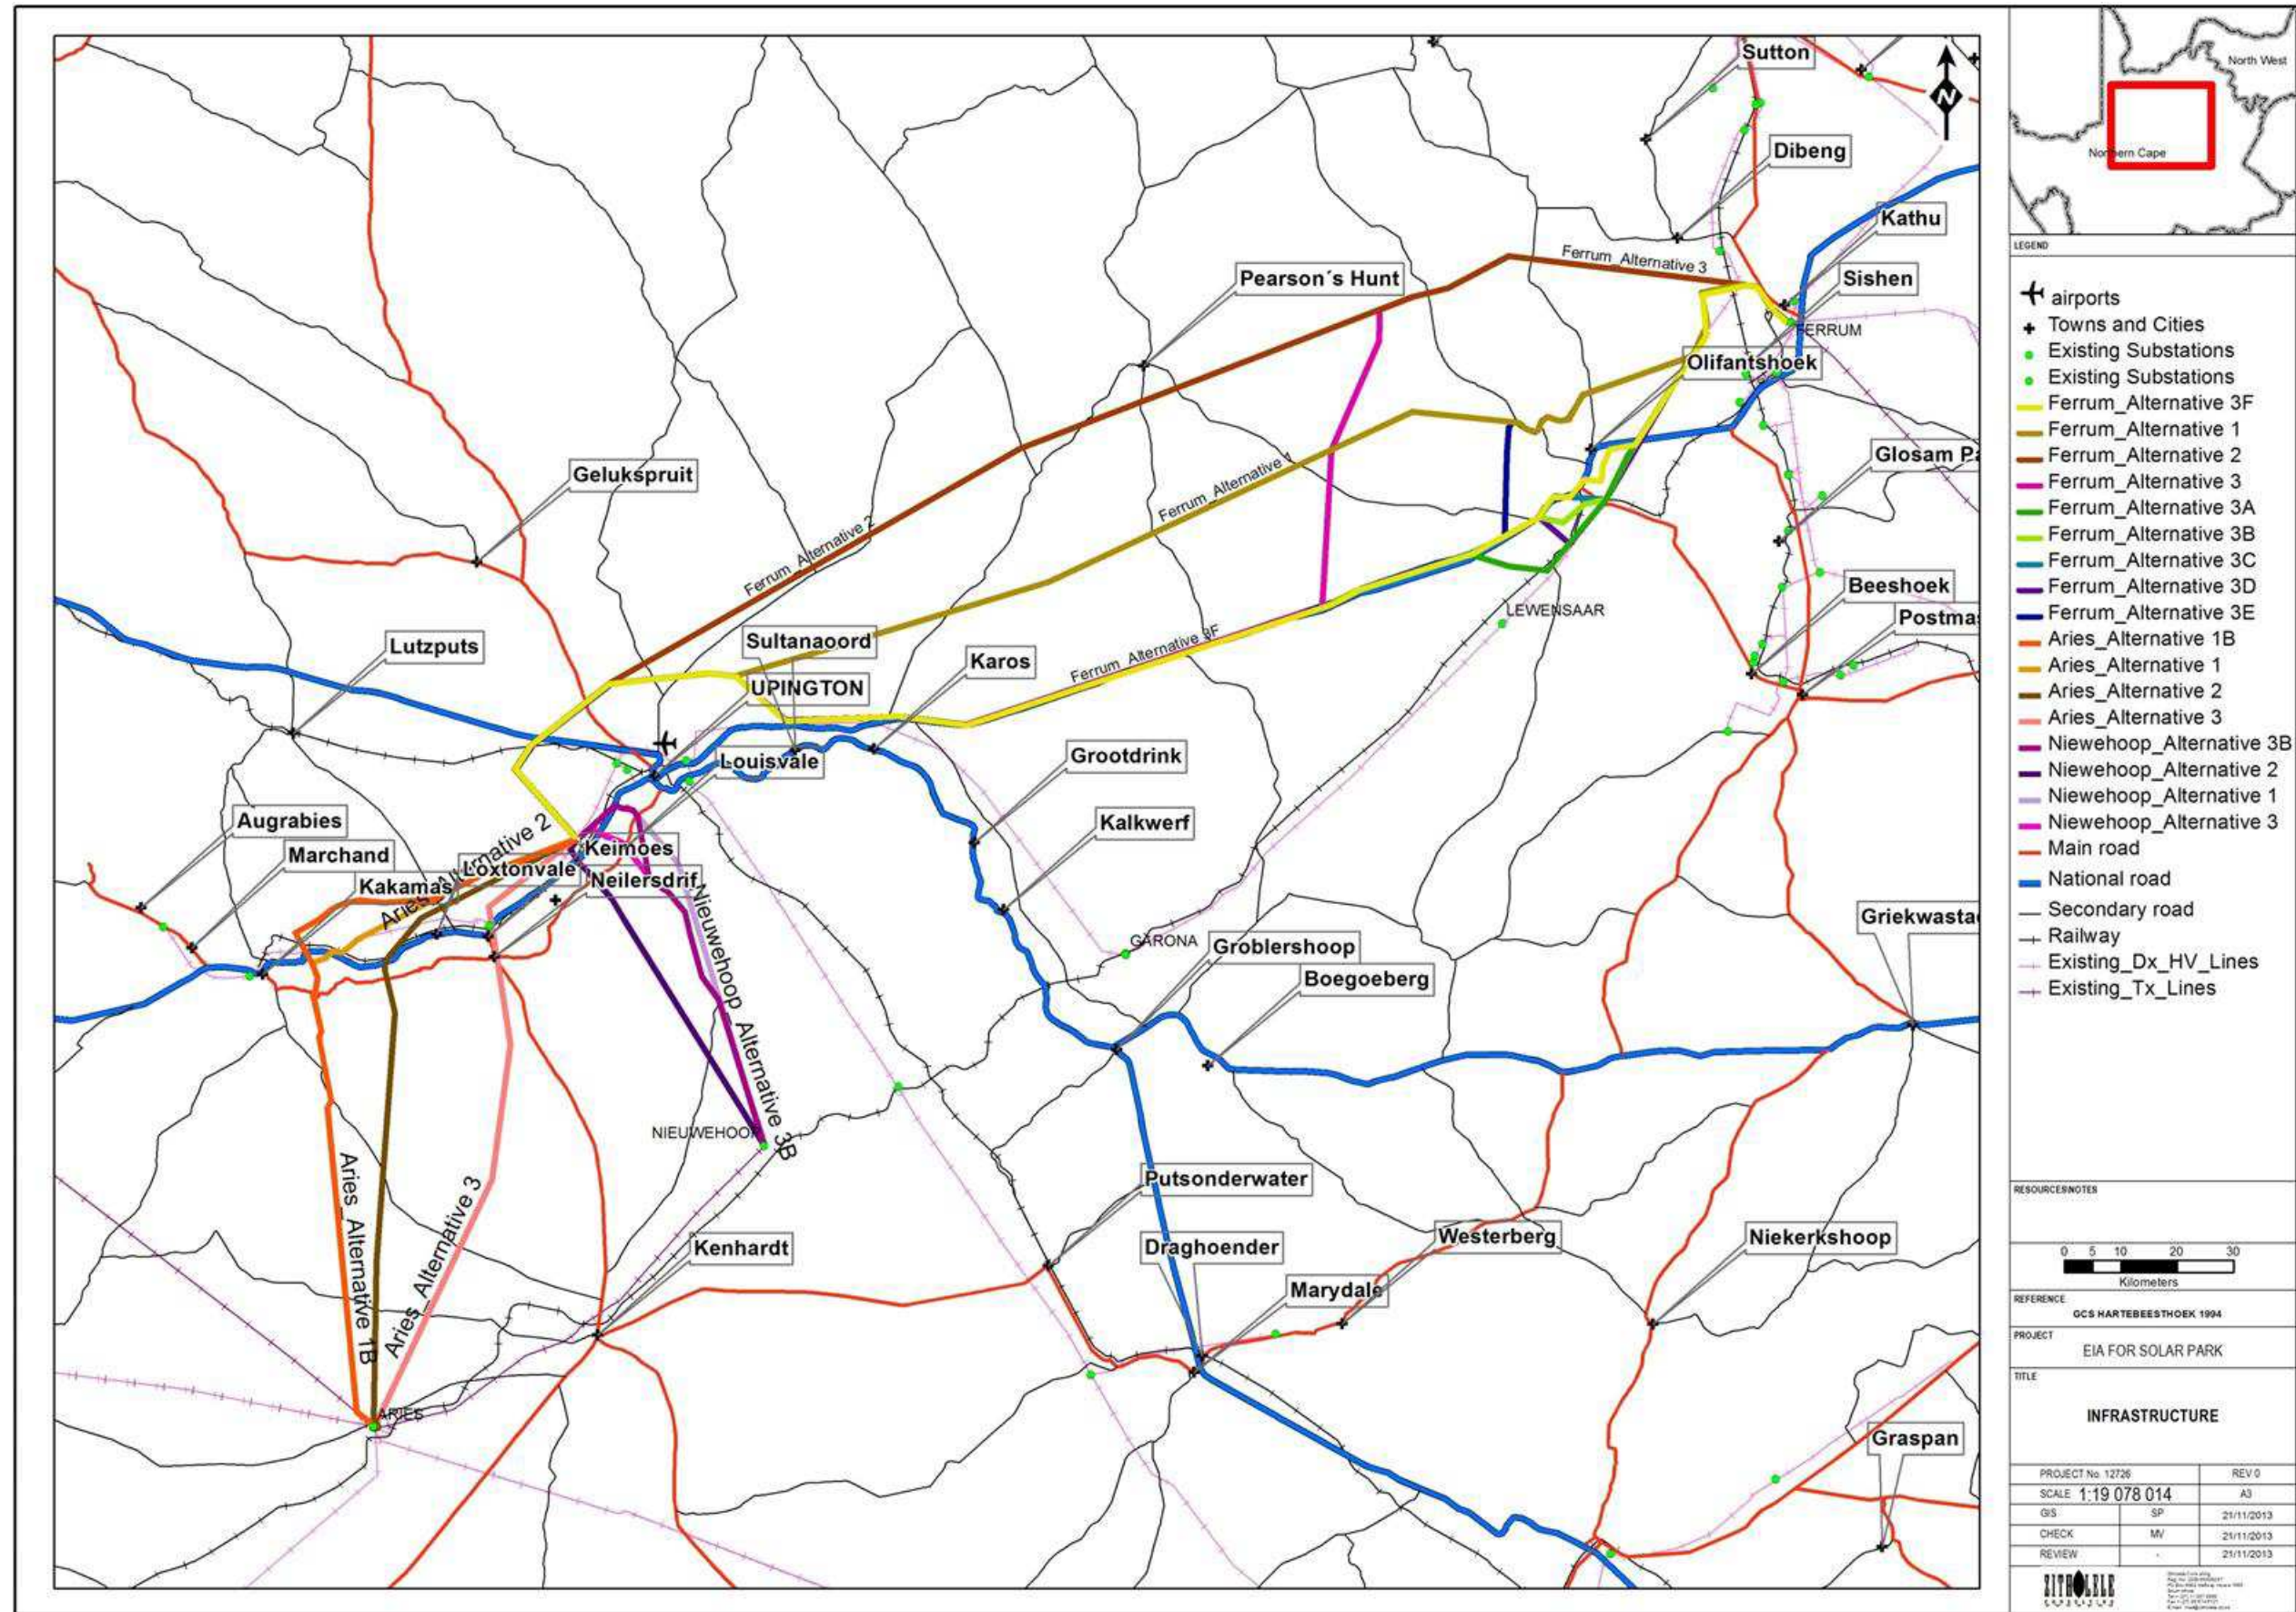 Sutton
Dibeng
Kathu
Sishen
FERRUM
Ferrum_Alternative 3
Pearson´s Hunt
Olifantshoek
Glosam
Gelukspruit
Ferrum_Alternative 1
Ferrum_Alternative 2
LEWENSAAR
Beeshoek
Postma
Lutzputs
Sultanaoord
Karos
Ferrum_Alternative 3F
UPINGTON
Louisvale
Grootdrink
Augrabies
Kalkwerf
Marchand
Keimoes
Loxtonvale
Kakamas
Neilersdrif
GARONA
Groblershoop
Boegoeberg
Griekwasta
Nieuwehoop_Alternative 3B
NIEUWEHOOP
Putsonderwater
Aries_Alternative 1B
Aries_Alternative 3
Kenhardt
Draghoender
Westerberg
Niekerkshoop
Marydale
ARIES
Graspan
N
North West
Northern Cape
LEGEND
airports
Towns and Cities
Existing Substations
Existing Substations
Ferrum_Alternative 3F
Ferrum_Alternative 1
Ferrum_Alternative 2
Ferrum_Alternative 3
Ferrum_Alternative 3A
Ferrum_Alternative 3B
Ferrum_Alternative 3C
Ferrum_Alternative 3D
Ferrum_Alternative 3E
Aries_Alternative 1B
Aries_Alternative 1
Aries_Alternative 2
Aries_Alternative 3
Niewehoop_Alternative 3B
Niewehoop_Alternative 2
Niewehoop_Alternative 1
Niewehoop_Alternative 3
Main road
National road
Secondary road
Railway
Existing_Dx_HV_Lines
Existing_Tx_Lines
RESOURCES\NOTES
0 5 10 20 30
Kilometers
REFERENCE
GCS HARTEBEESTHOEK 1994
PROJECT
EIA FOR SOLAR PARK
TITLE
INFRASTRUCTURE
PROJECT No. 12726 REV 0
SCALE 1:19 078 014 A3
GIS SP 21/11/2013
CHECK MV 21/11/2013
REVIEW - 21/11/2013
ZITHOLELE